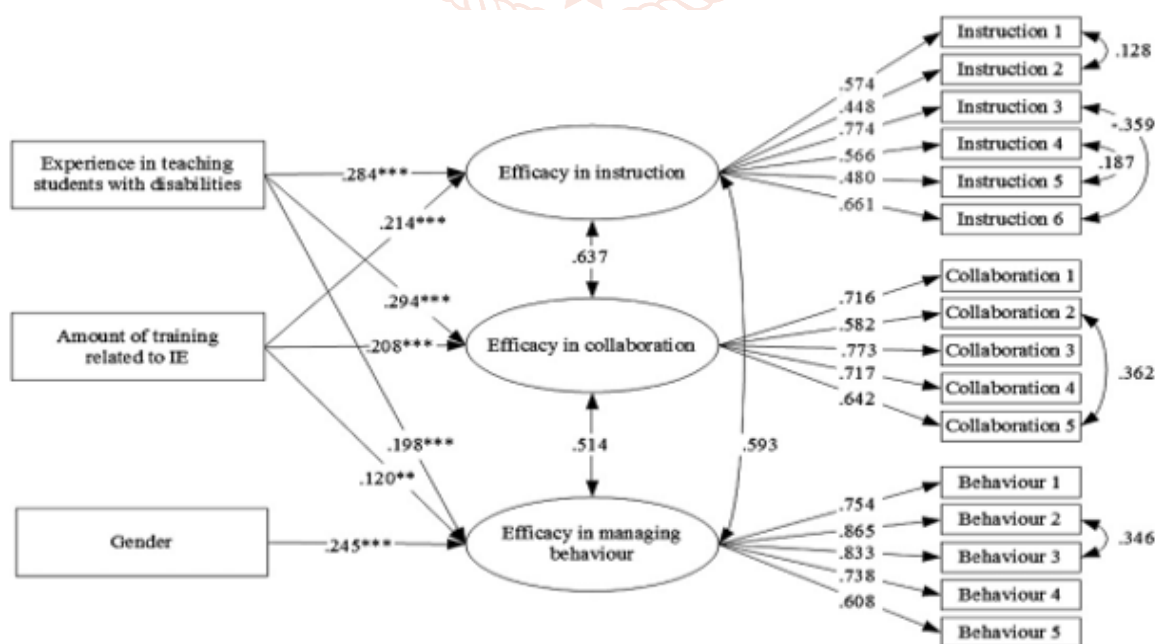 Instruction 1
.128
Instruction 2
.574
.448
Instruction 3
.774
-.359
Experience in teaching
students with disabilities
.284***
Efficacy in instruction
.566
Instruction 4
.187
.480
Instruction 5
.661
Instruction 6
.214***
.637
.294***
Collaboration 1
.716
.582
Collaboration 2
Amount of training
related to IE
.208***
Efficacy in collaboration
.773
Collaboration 3
.362
.717
Collaboration 4
.642
Collaboration 5
.198***
.514
.593
.120**
Behaviour 1
.754
.865
Behaviour 2
.346
Gender
.245***
Efficacy in managing
behaviour
.833
Behaviour 3
.738
Behaviour 4
.608
Behaviour 5